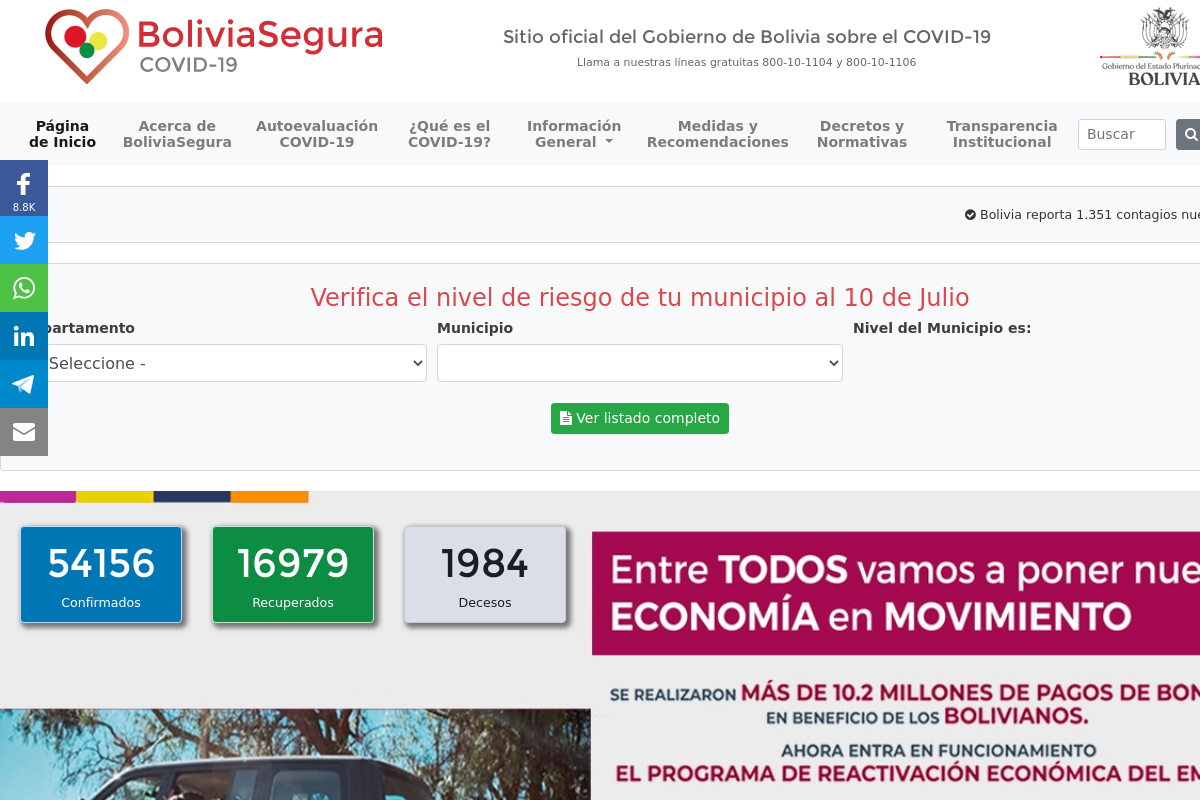 BoliviaSegura
COVID-19
Sitio oficial del Gobierno de Bolivia sobre el COVID-19
Llama a nuestras líneas gratuitas 800-10-1104 y 800-10-1106
Gobierno del Estado
BOLIVIA
Página
de Inicio
Acerca de
BoliviaSegura
Autoevaluación
COVID-19
¿Qué es el
COVID-19?
Información
General
Medidas y
Recomendaciones
Decretos y
Normativas
Transparencia
Institucional
Buscar
8.8K
Bolivia reporta 1.351 contagios
Verifica el nivel de riesgo de tu municipio al 10 de Julio
Municipio
Nivel del Municipio es:
Seleccione -
Ver listado completo
54156
Confirmados
16979
Recuperados
1984
Decesos
Entre TODOS vamos a poner
ECONOMÍA en MOVIMIENTO
SE REALIZARON MÁS DE 10.2 MILLONES DE PAGOS DE
EN BENEFICIO DE LOS BOLIVIANOS.
AHORA ENTRA EN FUNCIONAMIENTO
EL PROGRAMA DE REACTIVACIÓN ECONÓMICA DEL